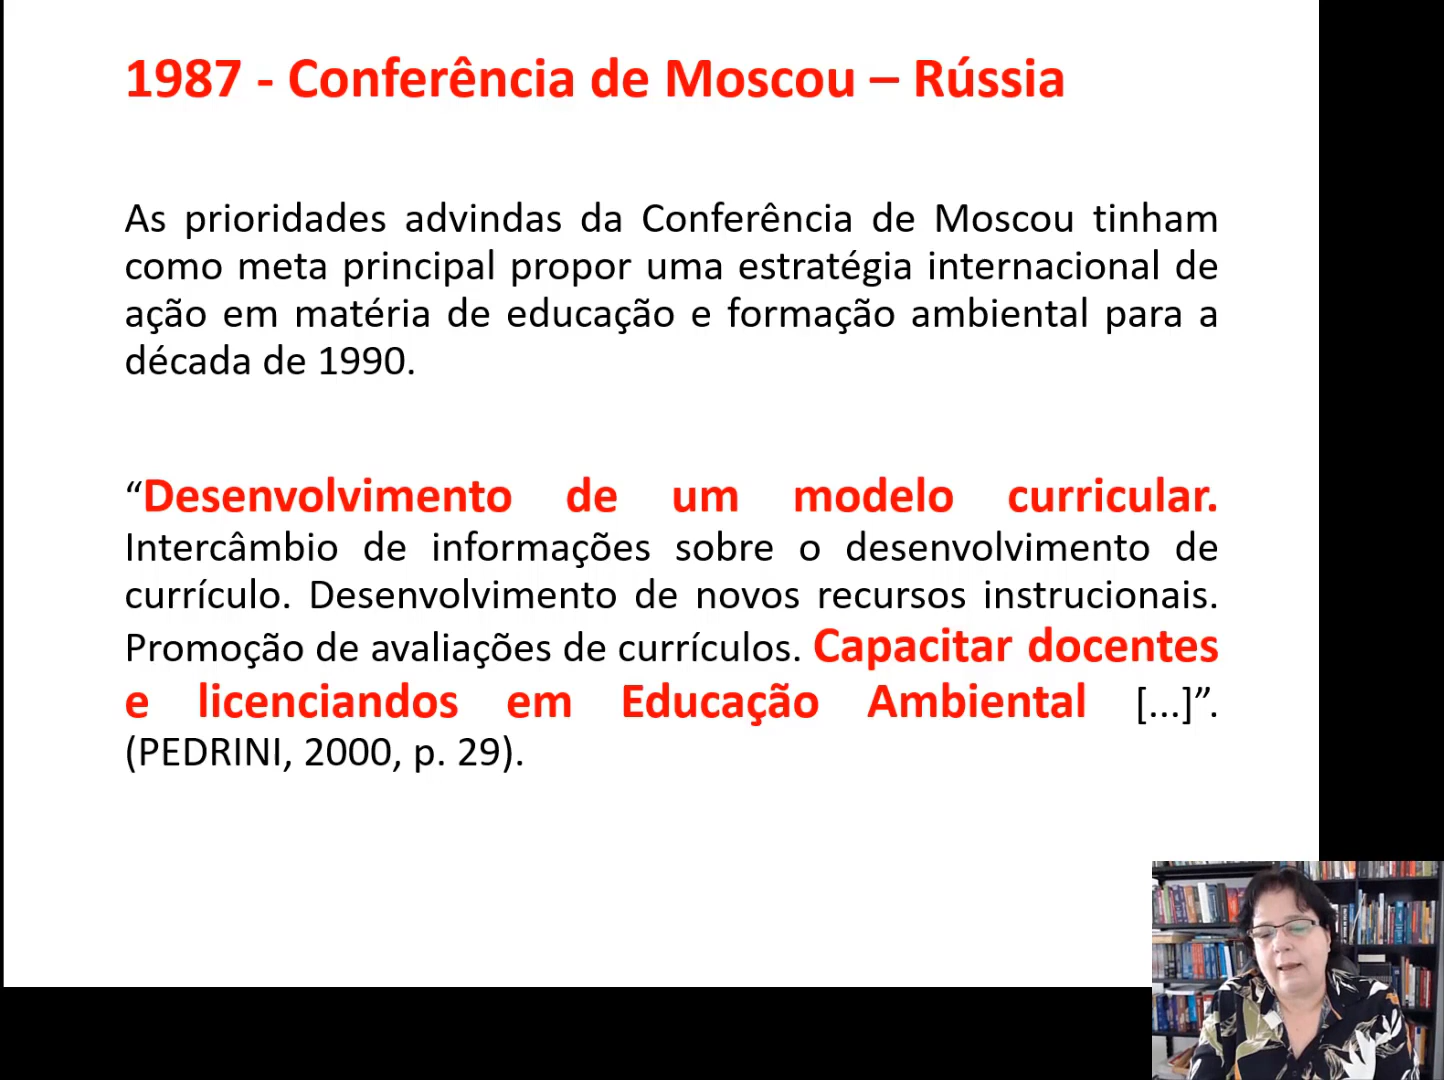 1987 - Conferência de Moscou – Rússia
As prioridades advindas da Conferência de Moscou tinham
como meta principal propor uma estratégia internacional de
ação em matéria de educação e formação ambiental para a
década de 1990.
“Desenvolvimento de um modelo curricular.
Intercâmbio de informações sobre o desenvolvimento de
currículo. Desenvolvimento de novos recursos instrucionais.
Promoção de avaliações de currículos. Capacitar docentes
e licenciandos em Educação Ambiental [...]”.
(PEDRINI, 2000, p. 29).